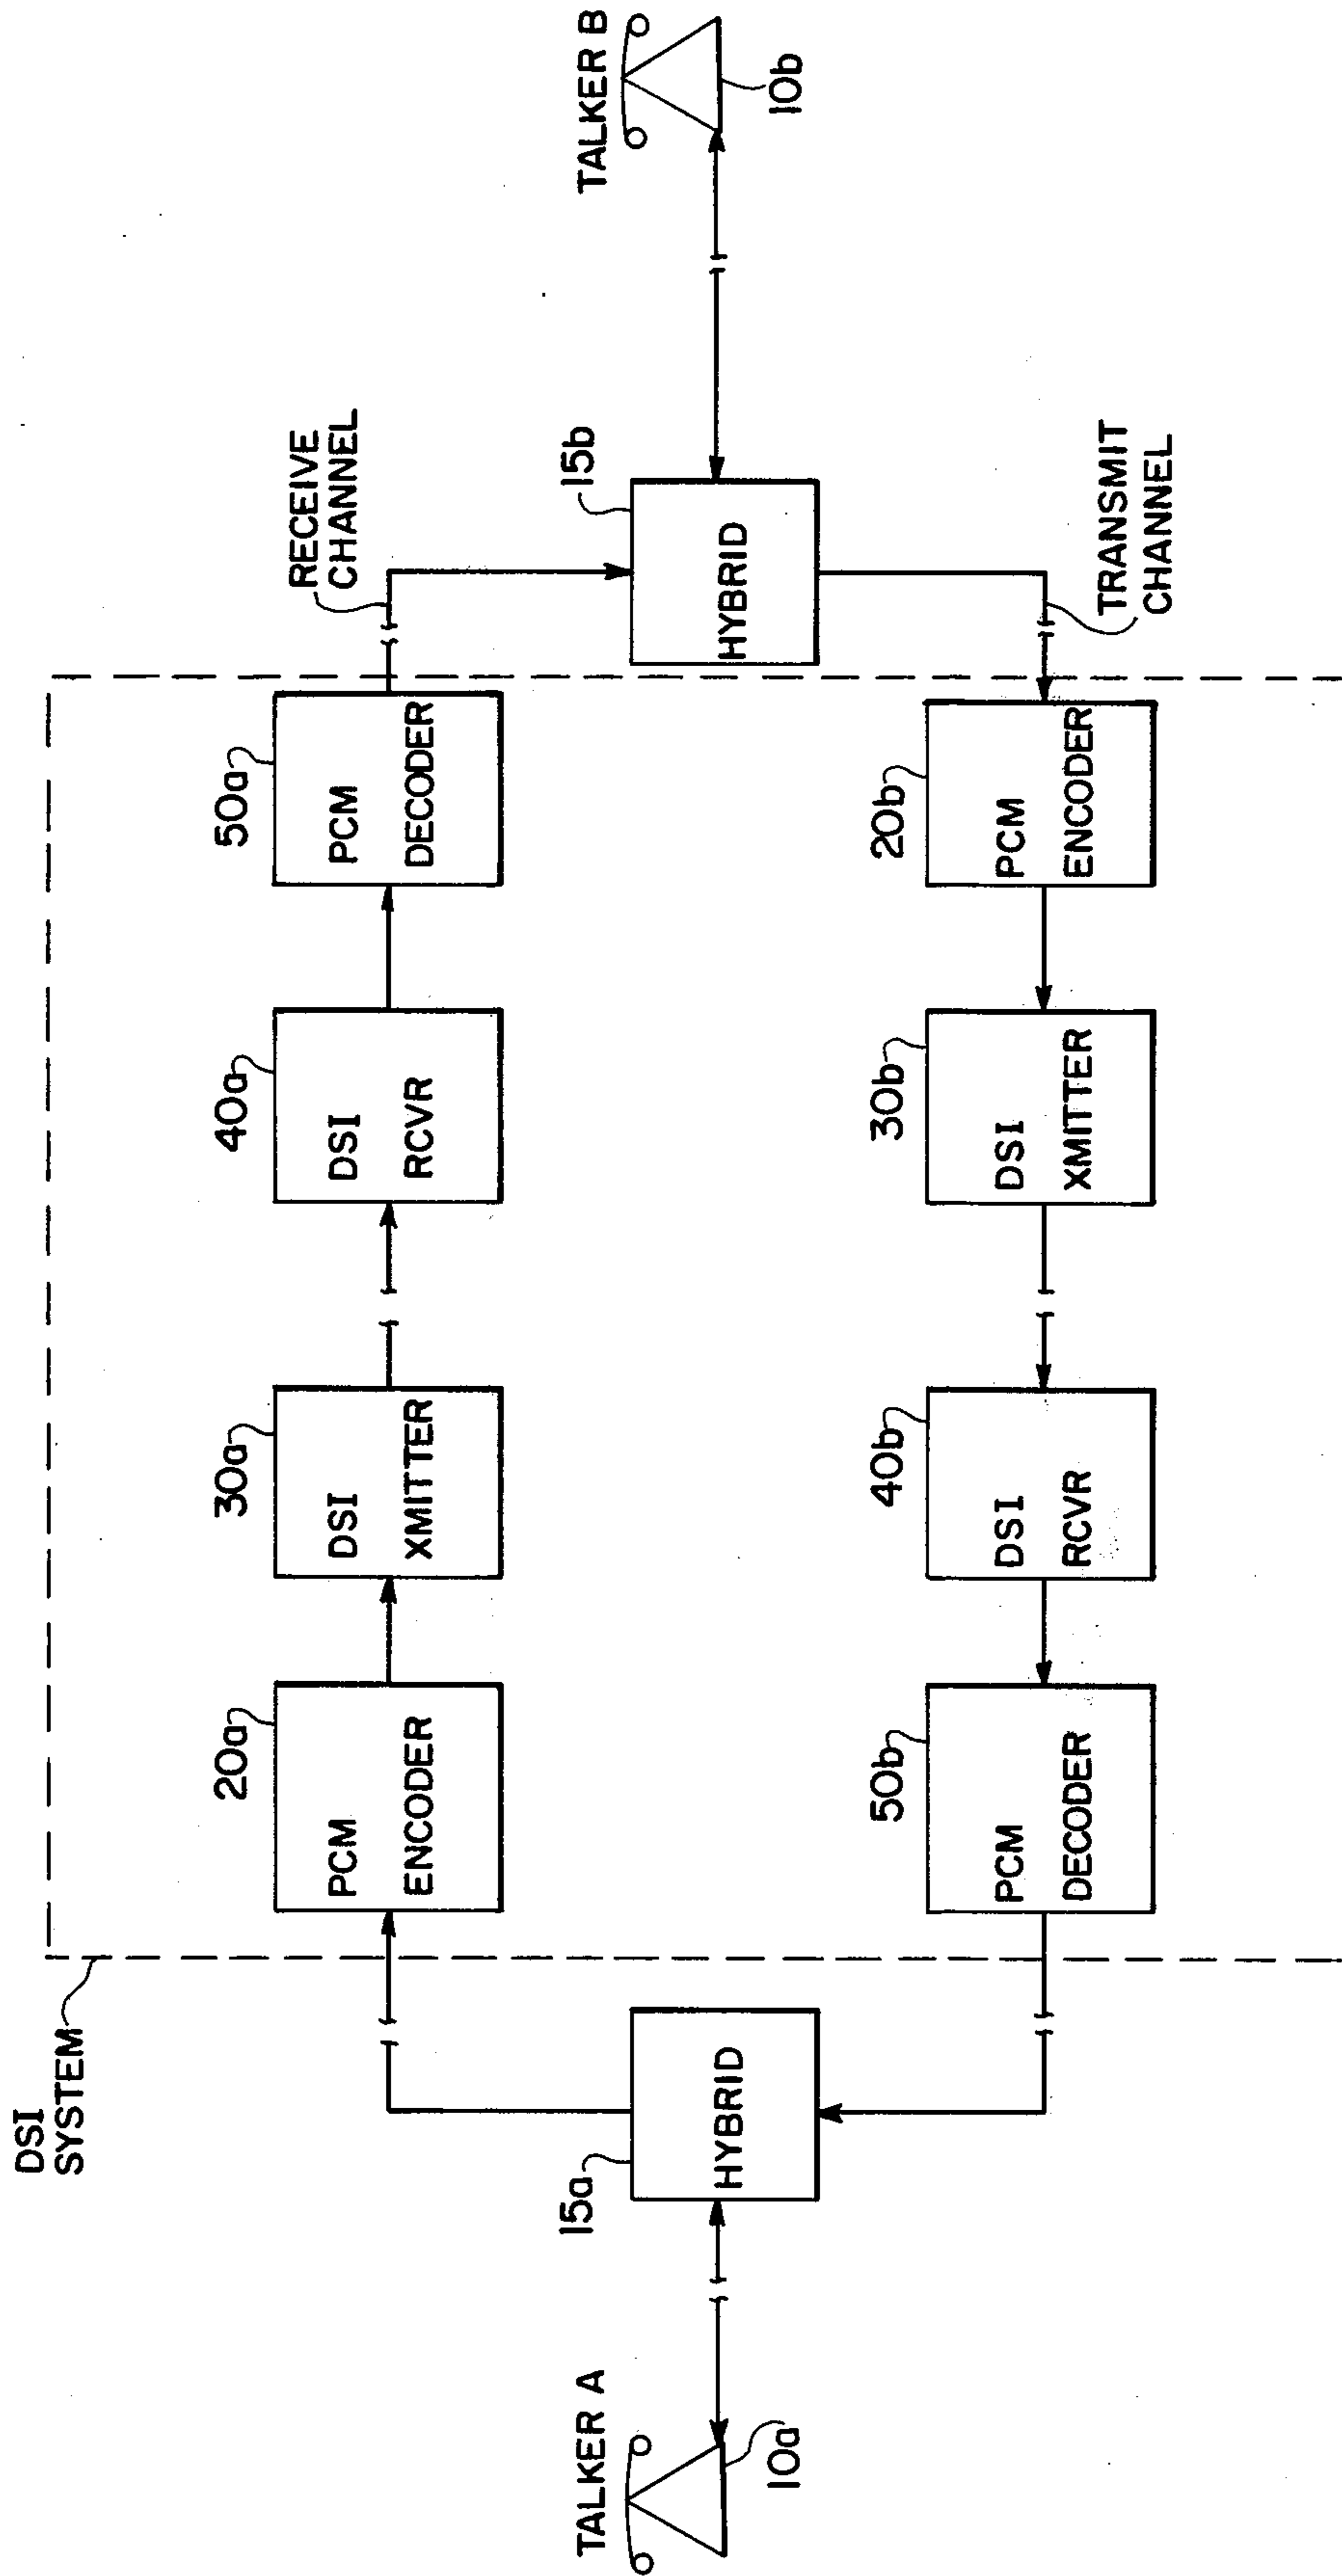 DSI
SYSTEM
TALKER A
10a
15a
HYBRID
20a
PCM
ENCODER
30a
DSI
XMITTER
40a
DSI
RCVR
50a
PCM
DECODER
RECEIVE
CHANNEL
15b
HYBRID
TALKER B
10b
TRANSMIT
CHANNEL
50b
PCM
DECODER
40b
DSI
RCVR
30b
DSI
XMITTER
20b
PCM
ENCODER